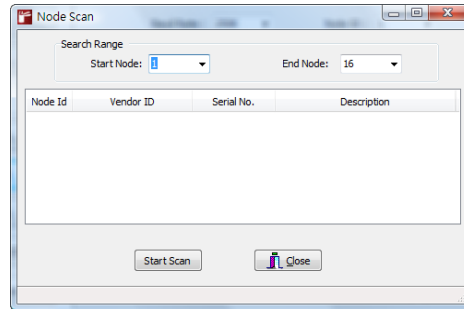 Node Scan
Search Range
Start Node: 1 End Node: 16
Node Id Vendor ID Serial No. Description
Start Scan Close